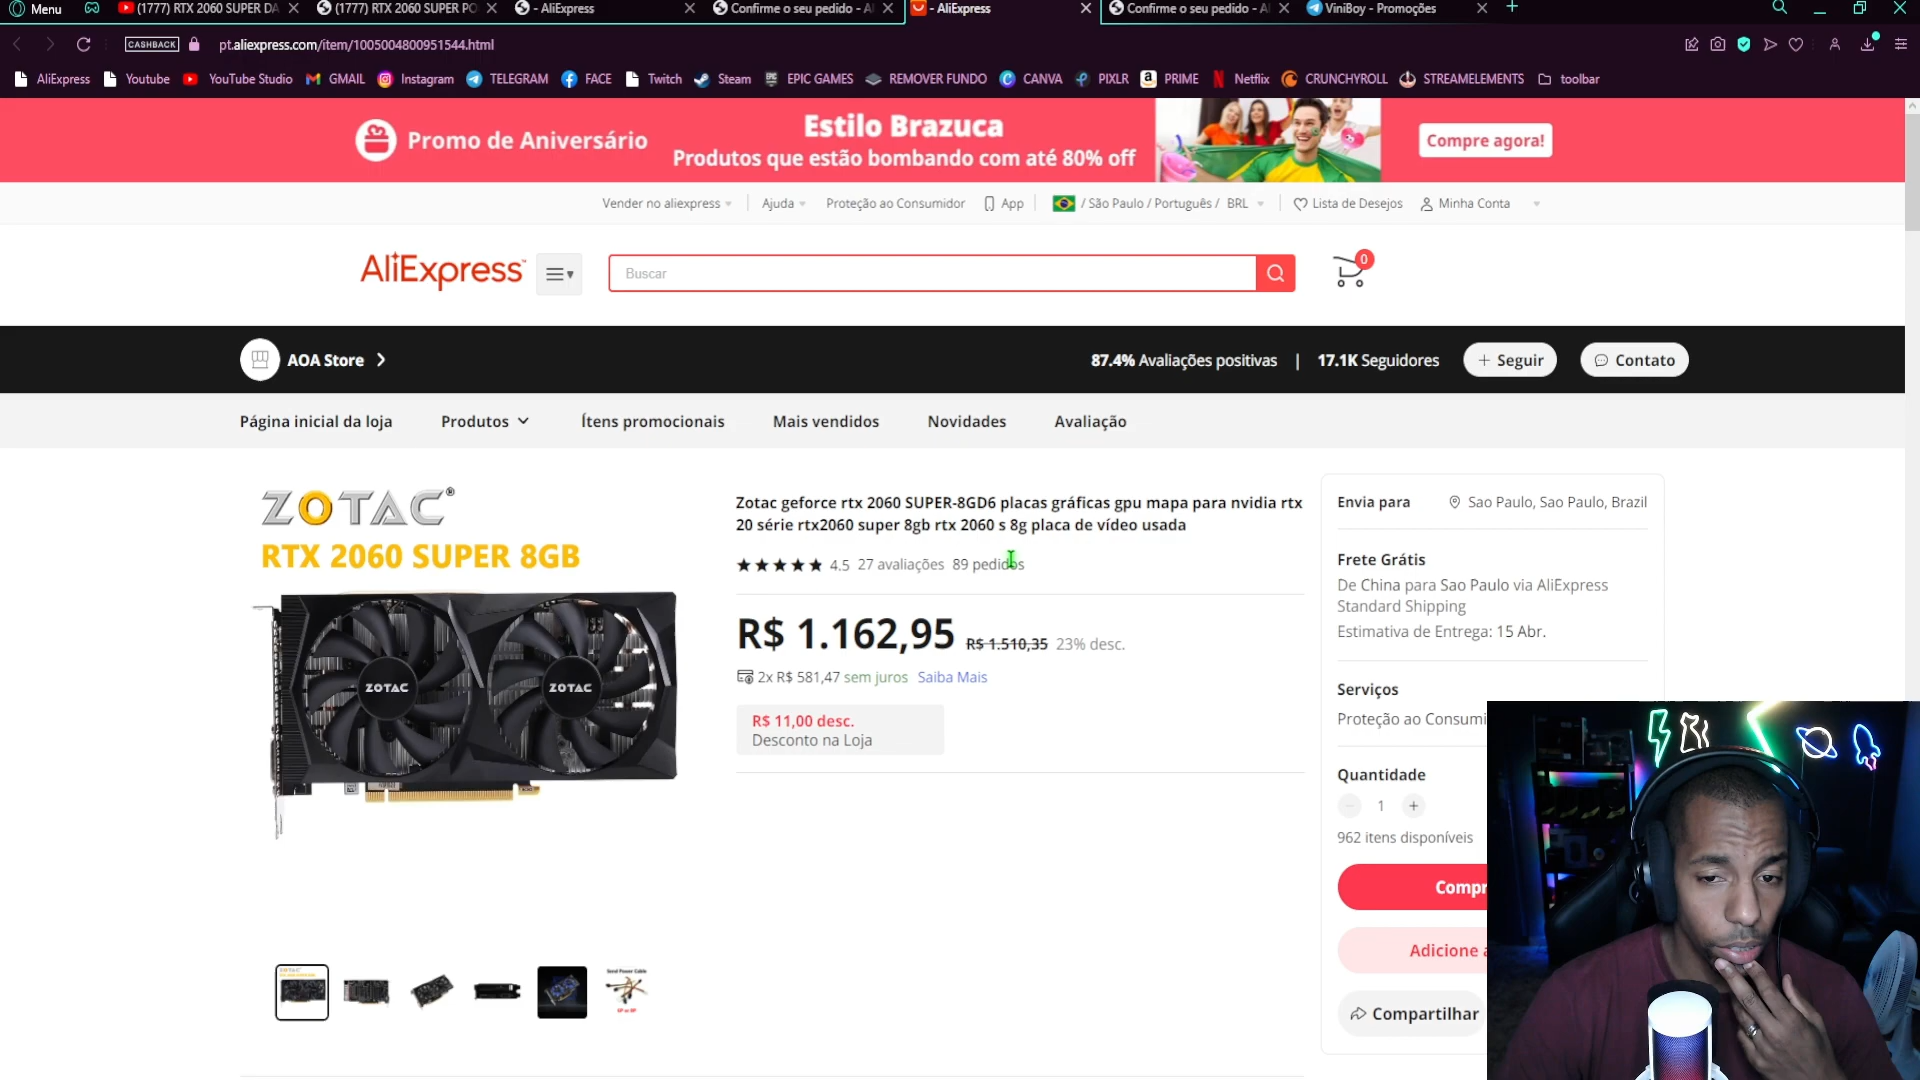 Menu
(1777) RTX 2060 SUPER DA
(1777) RTX 2060 SUPER PO
- AliExpress
Confirme o seu pedido - A
- AliExpress
Confirme o seu pedido - Al
ViniBoy - Promoções
CASHBACK
pt.aliexpress.com/item/1005004800951544.html
AliExpress
Youtube
YouTube Studio
GMAIL
Instagram
TELEGRAM
FACE
Twitch
Steam
EPIC GAMES
REMOVER FUNDO
CANVA
PIXLR
PRIME
Netflix
CRUNCHYROLL
STREAMELEMENTS
toolbar
Promo de Aniversário
Estilo Brazuca
Produtos que estão bombando com até 80% off
Compre agora!
Vender no aliexpress
Ajuda
Proteção ao Consumidor
App
/ São Paulo / Português / BRL
Lista de Desejos
Minha Conta
AliExpress
Buscar
0
AOA Store
87.4% Avaliações positivas | 17.1K Seguidores
+ Seguir
Contato
Página inicial da loja
Produtos
Ítens promocionais
Mais vendidos
Novidades
Avaliação
ZOTAC®
RTX 2060 SUPER 8GB
ZOTAC
ZOTAC
Send Power Cable
Zotac geforce rtx 2060 SUPER-8GD6 placas gráficas gpu mapa para nvidia rtx
20 série rtx2060 super 8gb rtx 2060 s 8g placa de vídeo usada
4.5 27 avaliações 89 pedidos
R$ 1.162,95 R$ 1.510,35 23% desc.
2x R$ 581,47 sem juros Saiba Mais
R$ 11,00 desc.
Desconto na Loja
Envia para
Sao Paulo, Sao Paulo, Brazil
Frete Grátis
De China para Sao Paulo via AliExpress
Standard Shipping
Estimativa de Entrega: 15 Abr.
Serviços
Proteção ao Consumi
Quantidade
1 +
962 itens disponíveis
Compr
Adicione a
Compartilhar